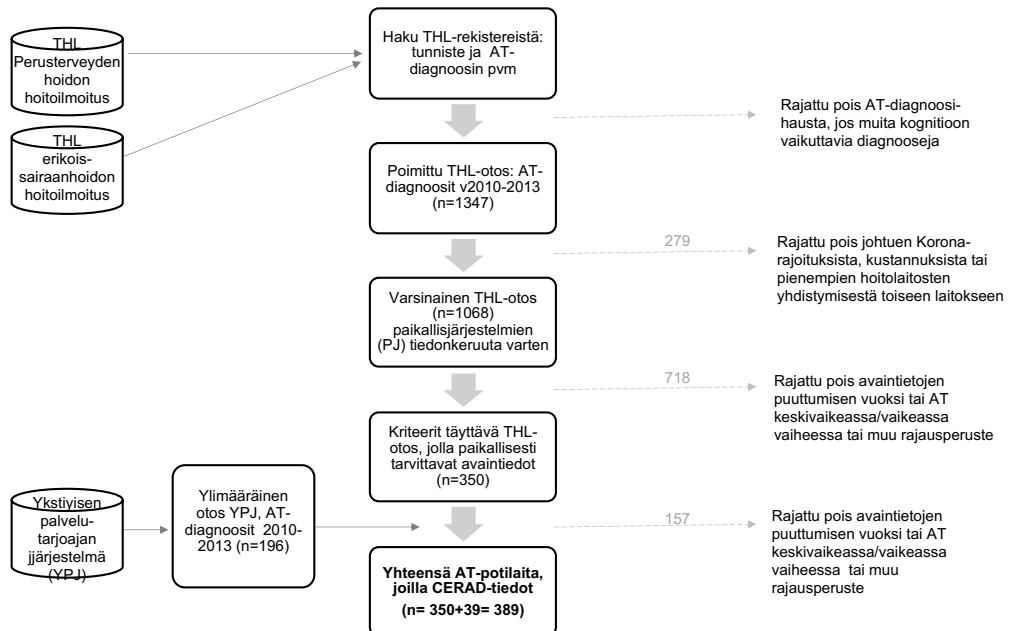 THL
Perusterveyden
hoidon
hoitoilmoitus
THL
erikois-
sairaanhoidon
hoitoilmoitus
Haku THL-rekistereistä:
tunniste ja AT-
diagnoosin pvm
Rajattu pois AT-diagnoosi-
hausta, jos muita kognitioon
vaikuttavia diagnooseja
Poimittu THL-otos: AT-
diagnoosit v2010-2013
(n=1347)
279
Rajattu pois johtuen Korona-
rajoituksista, kustannuksista tai
pienempien hoitolaitosten
yhdistymisestä toiseen laitokseen
Varsinainen THL-otos
(n=1068)
paikallisjärjestelmien
(PJ) tiedonkeruuta varten
718
Rajattu pois avaintietojen
puuttumisen vuoksi tai AT
keskivaikeassa/vaikeassa
vaiheessa tai muu rajausperuste
Kriteerit täyttävä THL-
otos, jolla paikallisesti
tarvittavat avaintiedot
(n=350)
Ykstiyisen
palvelu-
tarjoajan
jjärjestelmä
(YPJ)
Ylimääräinen
otos YPJ, AT-
diagnoosit 2010-
2013 (n=196)
157
Rajattu pois avaintietojen
puuttumisen vuoksi tai AT
keskivaikeassa/vaikeassa
vaiheessa tai muu
rajausperuste
Yhteensä AT-potilaita,
joilla CERAD-tiedot
(n= 350+39= 389)